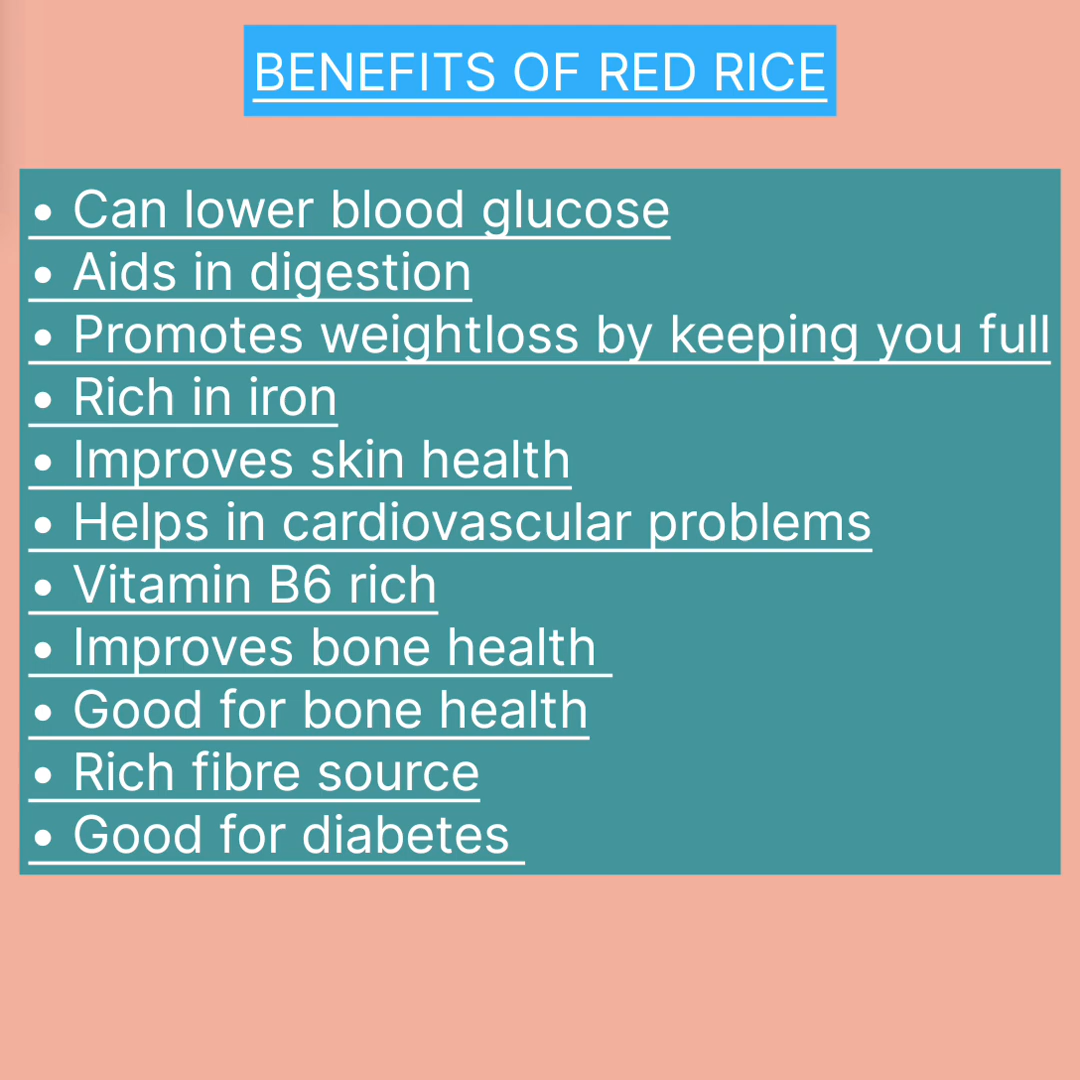 BENEFITS OF RED RICE
• Can lower blood glucose
• Aids in digestion
• Promotes weightloss by keeping you full
• Rich in iron
• Improves skin health
• Helps in cardiovascular problems
• Vitamin B6 rich
• Improves bone health
• Good for bone health
• Rich fibre source
• Good for diabetes